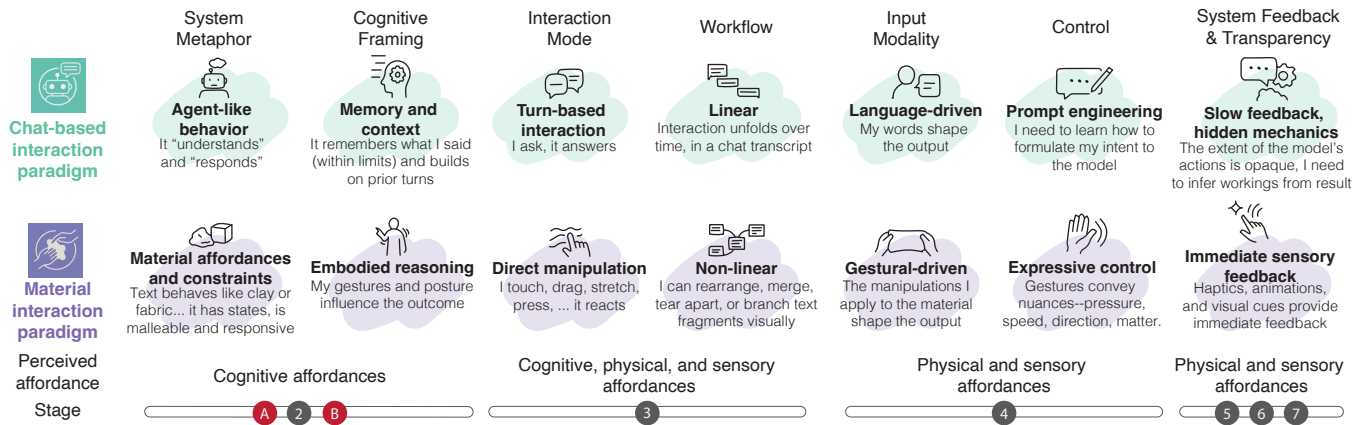 System
Metaphor
Cognitive
Framing
Interaction
Mode
Workflow
Input
Modality
Control
System Feedback
& Transparency
Chat-based
interaction
paradigm
Agent-like
behavior
It “understands”
and “responds”
Memory and
context
It remembers what I said
(within limits) and builds
on prior turns
Turn-based
interaction
I ask, it answers
Linear
Interaction unfolds over
time, in a chat transcript
Language-driven
My words shape
the output
Prompt engineering
I need to learn how to
formulate my intent to
the model
Slow feedback,
hidden mechanics
The extent of the model’s
actions is opaque, I need
to infer workings from result
Material
interaction
paradigm
Material affordances
and constraints
Text behaves like clay or
fabric... it has states, is
malleable and responsive
Embodied reasoning
My gestures and posture
influence the outcome
Direct manipulation
I touch, drag, stretch,
press, ... it reacts
Non-linear
I can rearrange, merge,
tear apart, or branch text
fragments visually
Gestural-driven
The manipulations I
apply to the material
shape the output
Expressive control
Gestures convey
nuances--pressure,
speed, direction, matter.
Immediate sensory
feedback
Haptics, animations,
and visual cues provide
immediate feedback
Perceived
affordance
Cognitive affordances
Cognitive, physical, and sensory
affordances
Physical and sensory
affordances
Physical and sensory
affordances
Stage
A 2 B
3
4
5 6 7